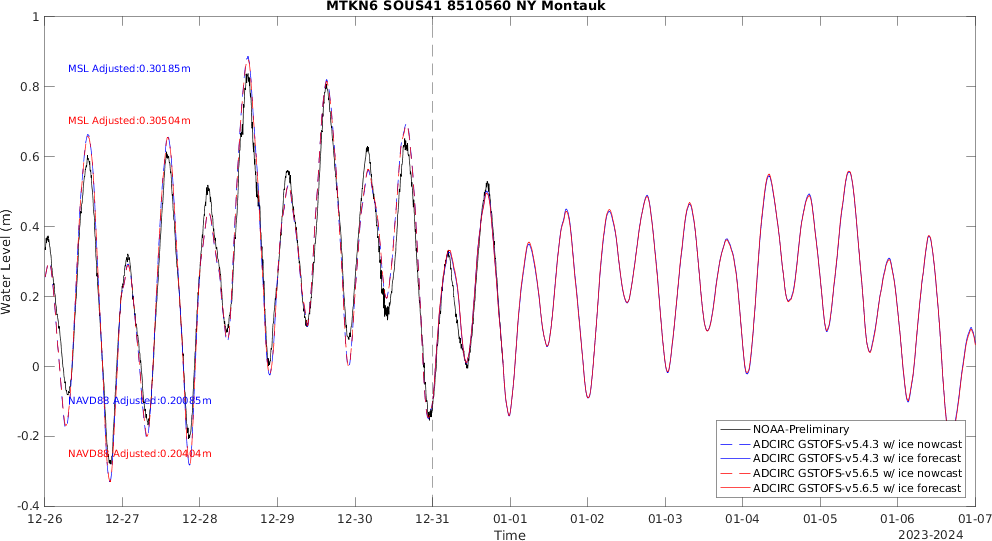 MTKN6 SOUS41 8510560 NY Montauk
1
0.8
0.6
0.4
0.2
0
-0.2
-0.4
Water Level (m)
MSL Adjusted:0.30185m
MSL Adjusted:0.30504m
NAVD88 Adjusted:0.20085m
NAVD88 Adjusted:0.20404m
NOAA-Preliminary
ADCIRC GSTOFS-v5.4.3 w/ ice nowcast
ADCIRC GSTOFS-v5.4.3 w/ ice forecast
ADCIRC GSTOFS-v5.6.5 w/ ice nowcast
ADCIRC GSTOFS-v5.6.5 w/ ice forecast
12-26 12-27 12-28 12-29 12-30 12-31 01-01 01-02 01-03 01-04 01-05 01-06 01-07
Time
2023-2024